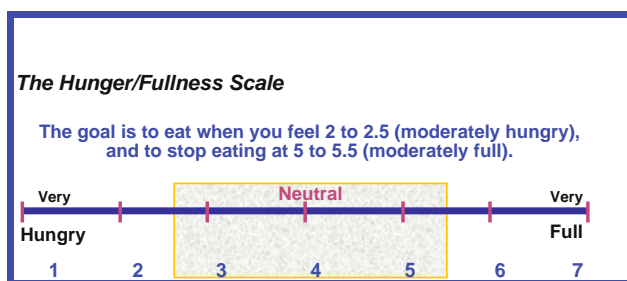 The Hunger/Fullness Scale
The goal is to eat when you feel 2 to 2.5 (moderately hungry),
and to stop eating at 5 to 5.5 (moderately full).
Very Neutral Very
Hungry Full
1 2 3 4 5 6 7